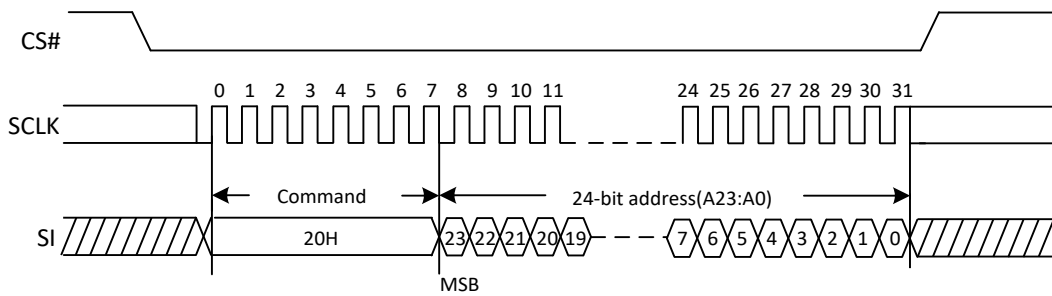 CS#
0 1 2 3 4 5 6 7 8 9 10 11 24 25 26 27 28 29 30 31
SCLK
Command 24-bit address(A23:A0)
SI 20H 23 22 21 20 19 7 6 5 4 3 2 1 0
MSB